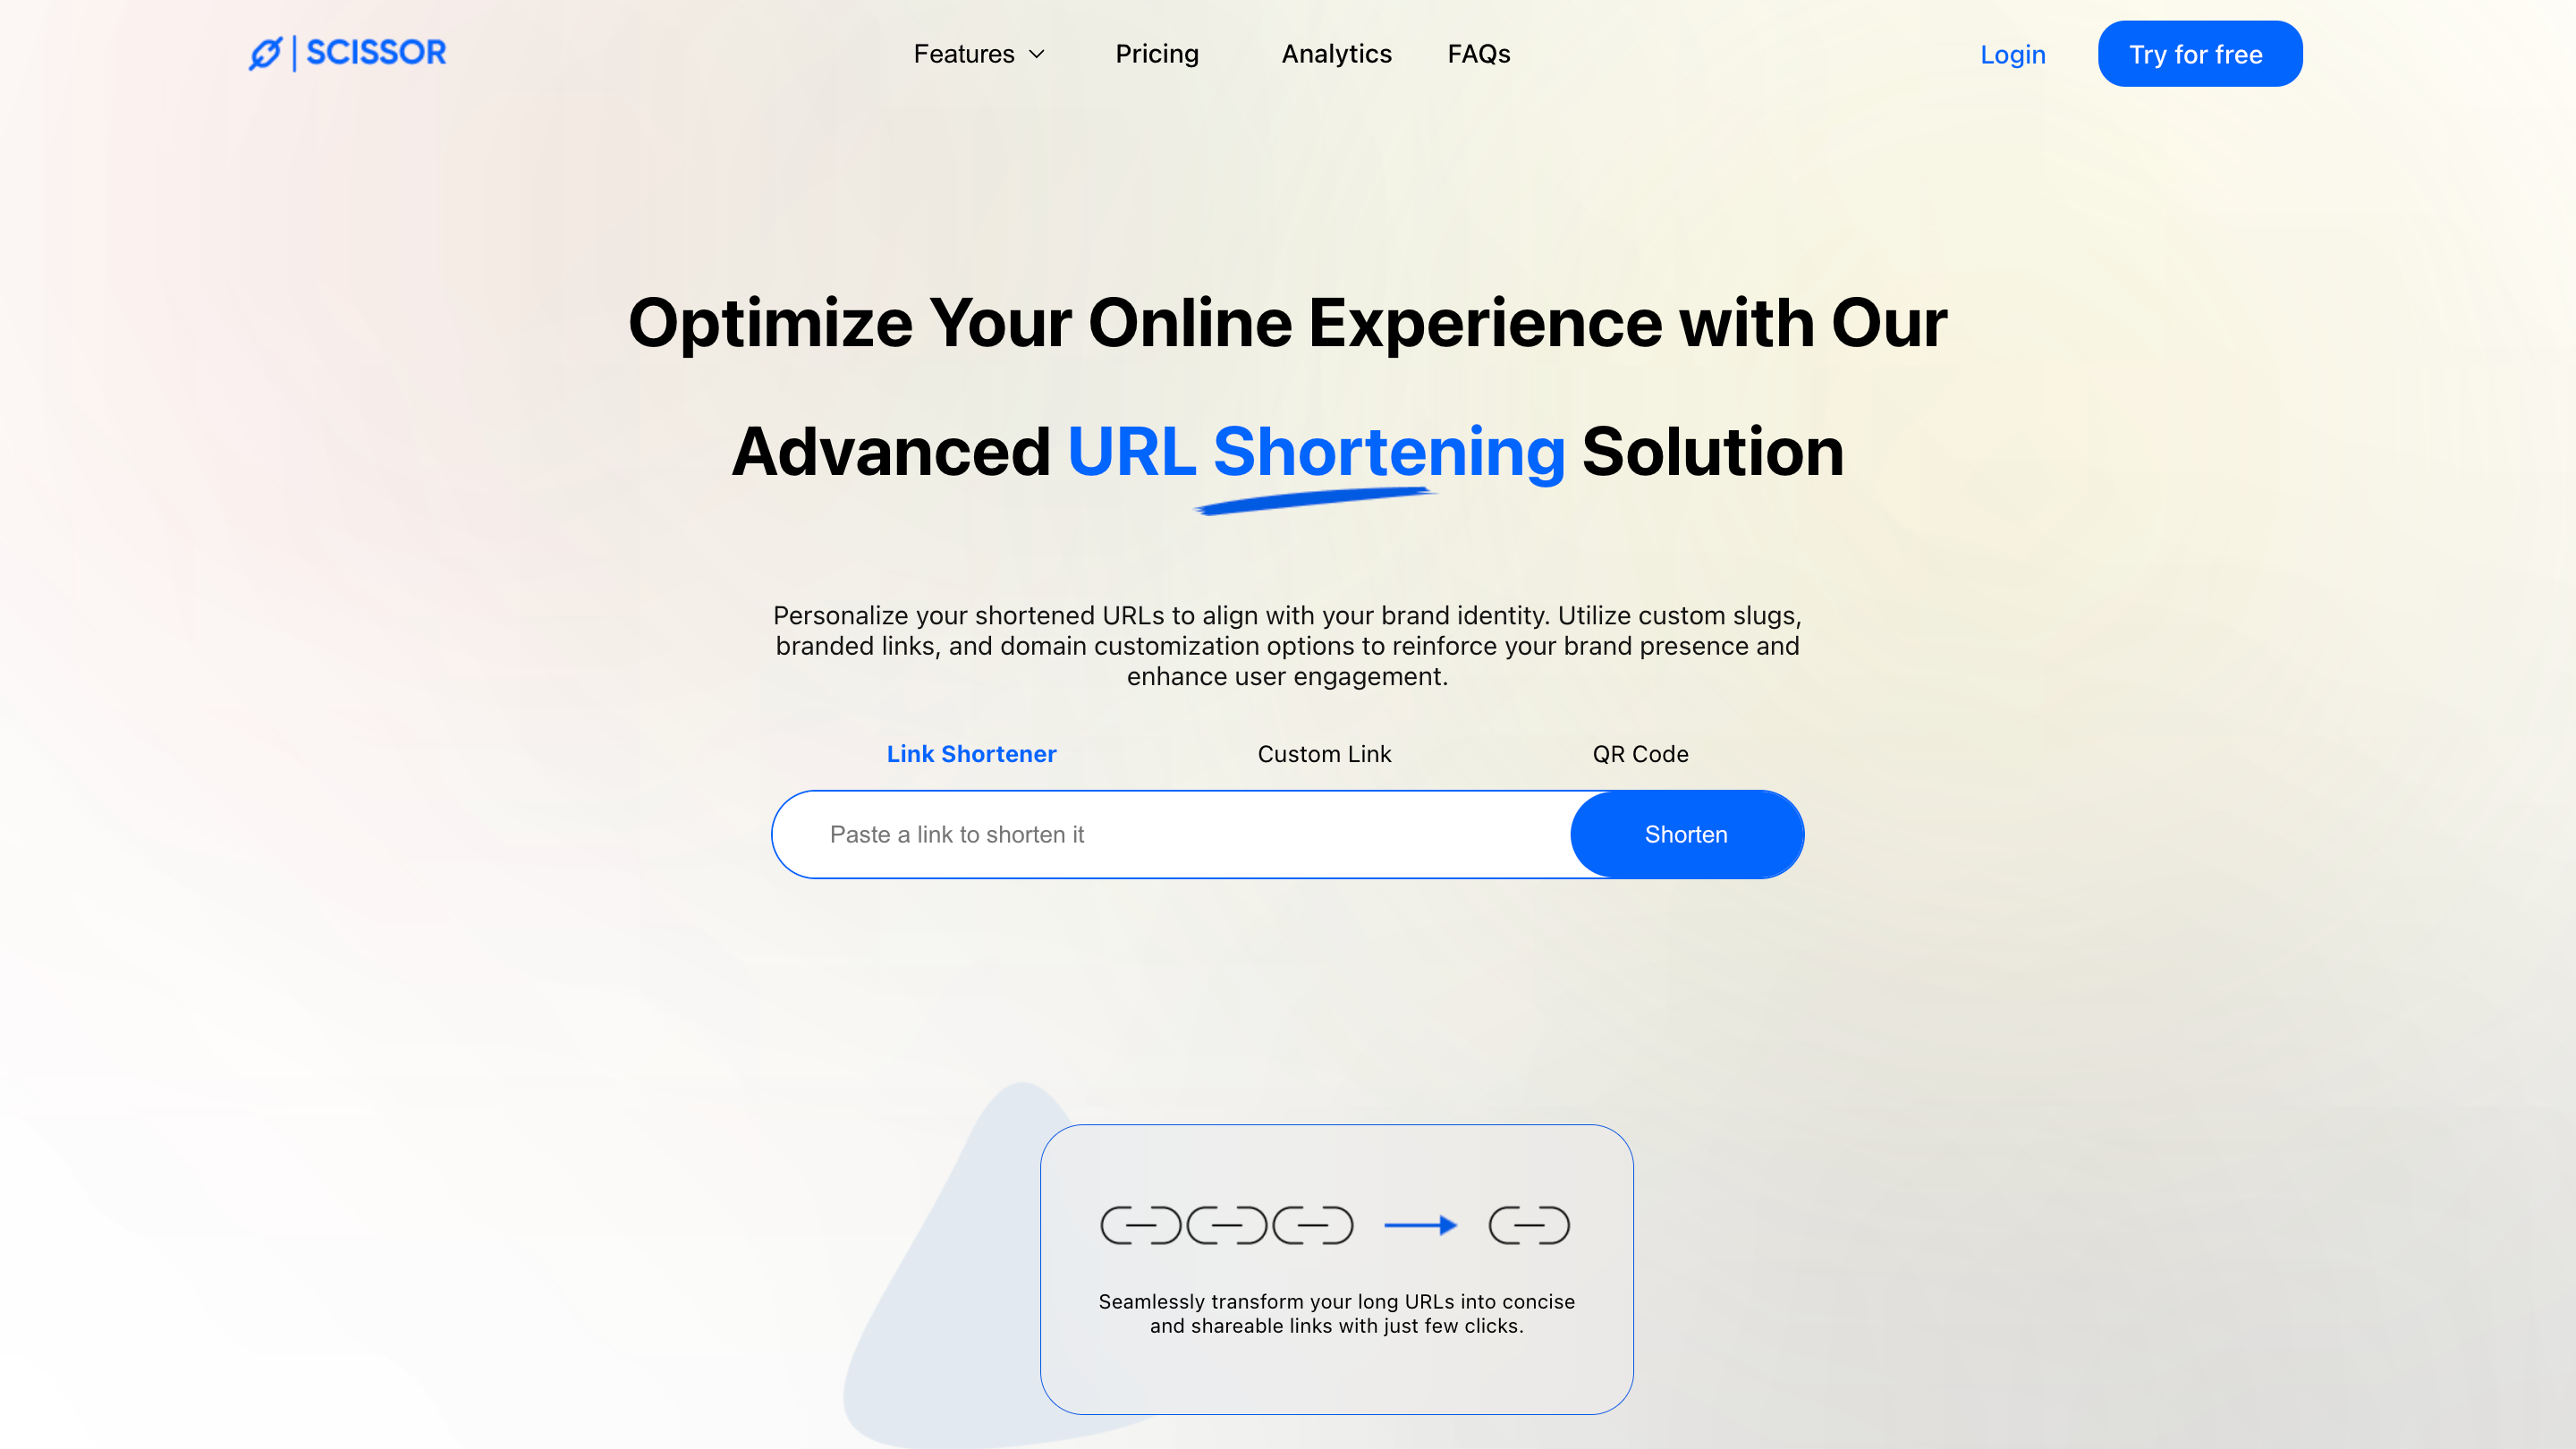 SCISSOR
Features
Pricing
Analytics
FAQs
Login
Try for free
Optimize Your Online Experience with Our
Advanced URL Shortening Solution
Personalize your shortened URLs to align with your brand identity. Utilize custom slugs,
branded links, and domain customization options to reinforce your brand presence and
enhance user engagement.
Link Shortener
Custom Link
QR Code
Paste a link to shorten it
Shorten
Seamlessly transform your long URLs into concise
and shareable links with just few clicks.